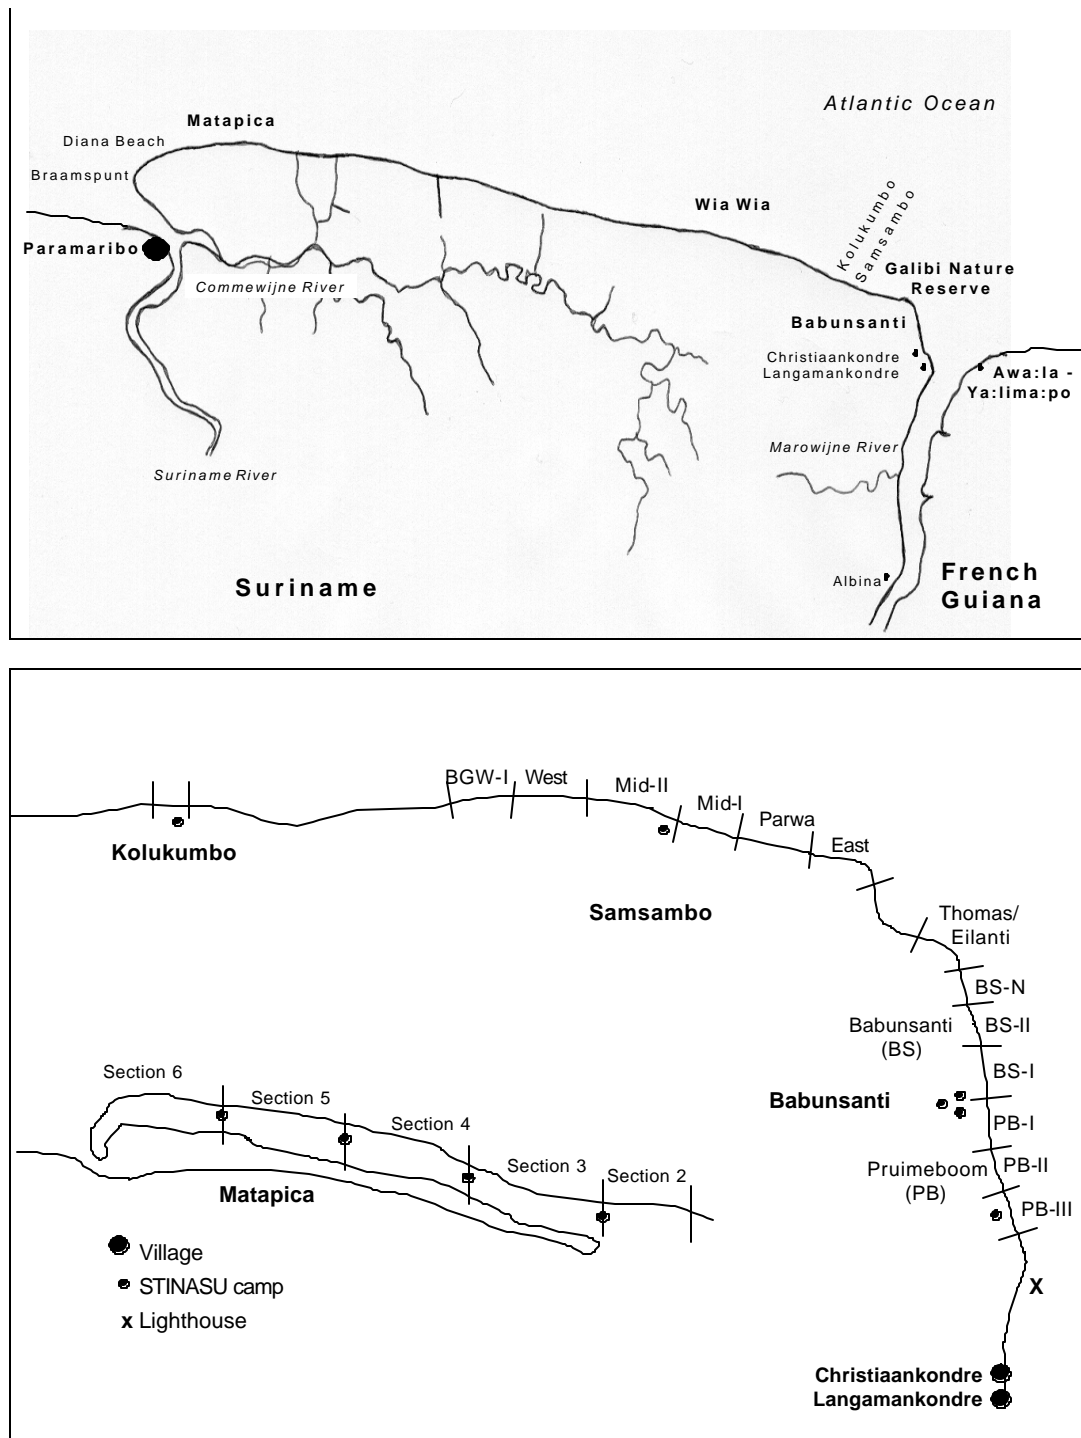 Atlantic Ocean
Matapica
Diana Beach
Braamspunt
Wia Wia
Kolukumbo
Samsambo
Paramaribo
Galibi Nature
Reserve
Commewijne River
Babunsanti
Christiaankondre
Langamankondre
Awa:la -
Ya:lima:po
Marowijne River
Suriname River
Albina
Suriname
French
Guiana
BGW-I
West
Mid-II
Mid-I
Parwa
East
Kolukumbo
Samsambo
Thomas/
Eilanti
BS-N
Babunsanti
(BS)
BS-II
BS-I
Babunsanti
PB-I
Pruimeboom
(PB)
PB-II
PB-III
Section 6
Section 5
Section 4
Section 3
Section 2
Matapica
Village
STINASU camp
x Lighthouse
X
Christiaankondre
Langamankondre